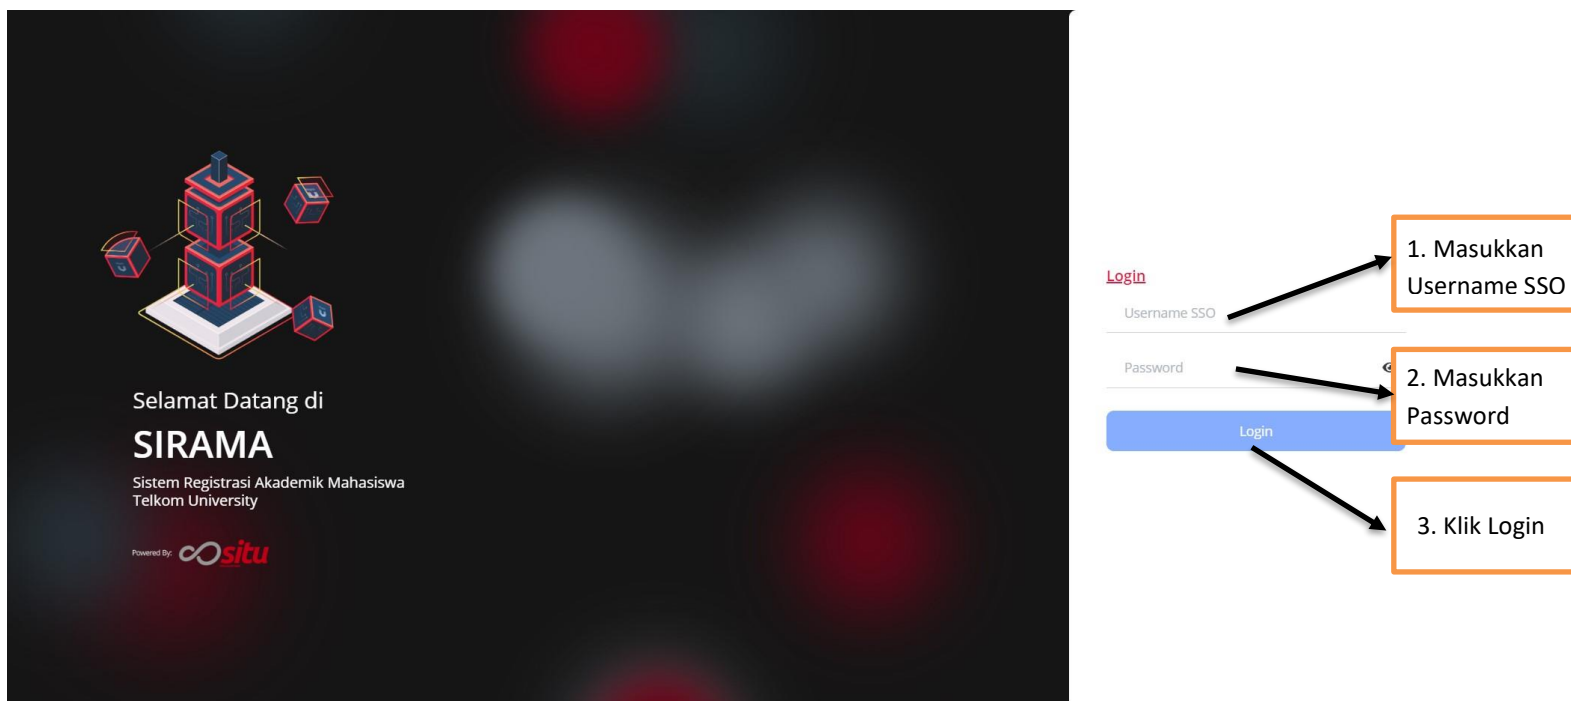 Selamat Datang di
SIRAMA
Sistem Registrasi Akademik Mahasiswa
Telkom University
Powered By:
situ
Login
Username SSO
Password
Login
1. Masukkan
Username SSO
2. Masukkan
Password
3. Klik Login